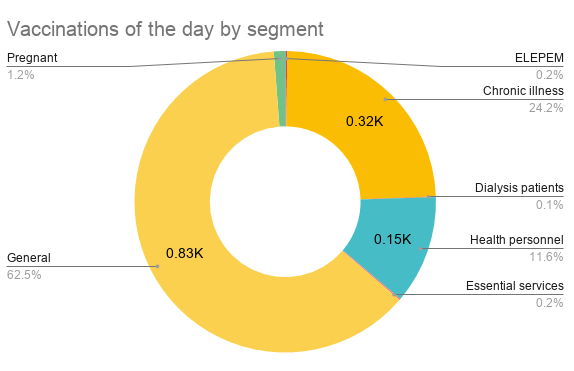 Vaccinations of the day by segment
Pregnant
1.2%
ELEPEM
0.2%
Chronic illness
24.2%
0.32K
Dialysis patients
0.1%
Health personnel
11.6%
0.15K
General
62.5%
0.83K
Essential services
0.2%